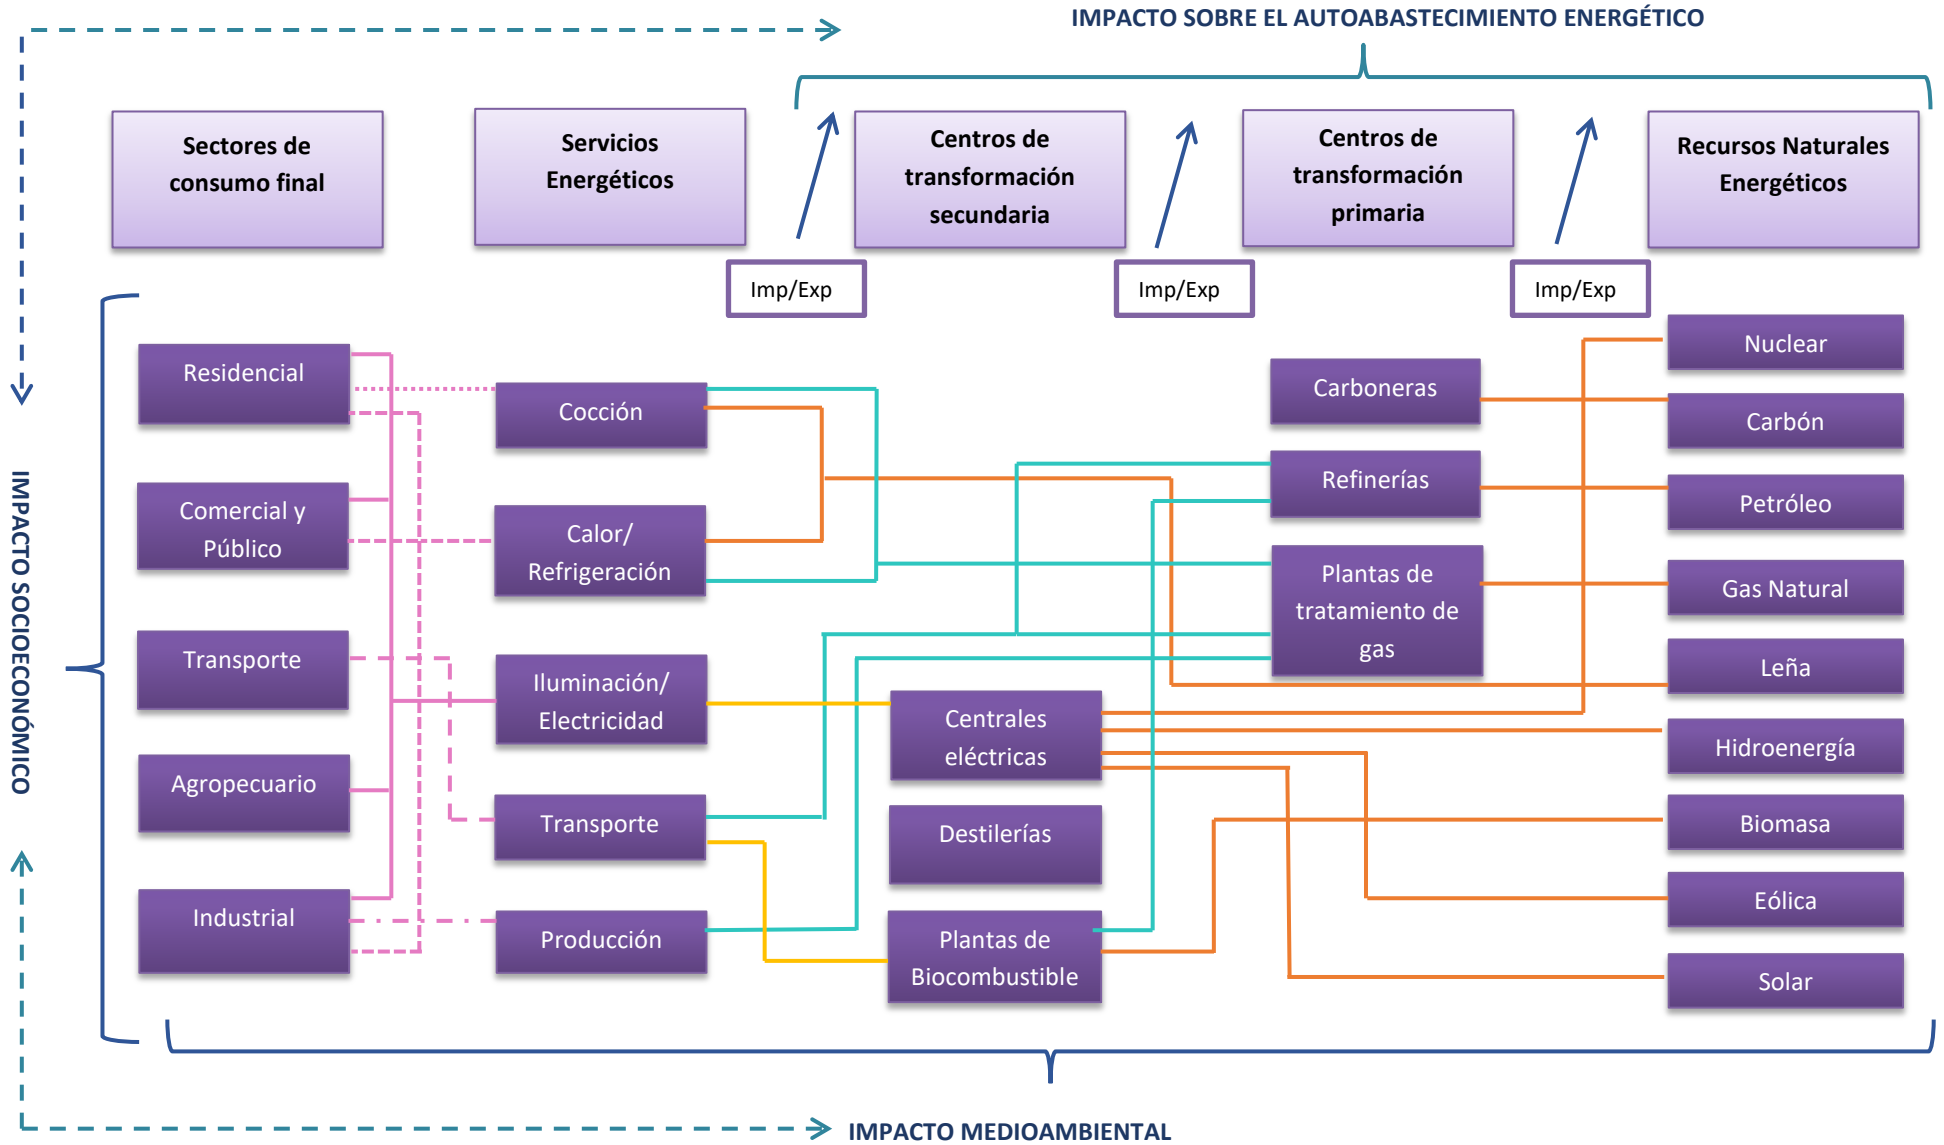 IMPACTO SOBRE EL AUTOABASTECIMIENTO ENERGÉTICO
Sectores de
consumo final
Servicios
Energéticos
Centros de
transformación
secundaria
Centros de
transformación
primaria
Recursos Naturales
Energéticos
Imp/Exp
Imp/Exp
Imp/Exp
IMPACTO SOCIOECONÓMICO
Residencial
Comercial y
Público
Transporte
Agropecuario
Industrial
Cocción
Calor/
Refrigeración
Iluminación/
Electricidad
Transporte
Producción
Centrales
eléctricas
Destilerías
Plantas de
Biocombustible
Carboneras
Refinerías
Plantas de
tratamiento de
gas
Nuclear
Carbón
Petróleo
Gas Natural
Leña
Hidroenergía
Biomasa
Eólica
Solar
IMPACTO MEDIOAMBIENTAL